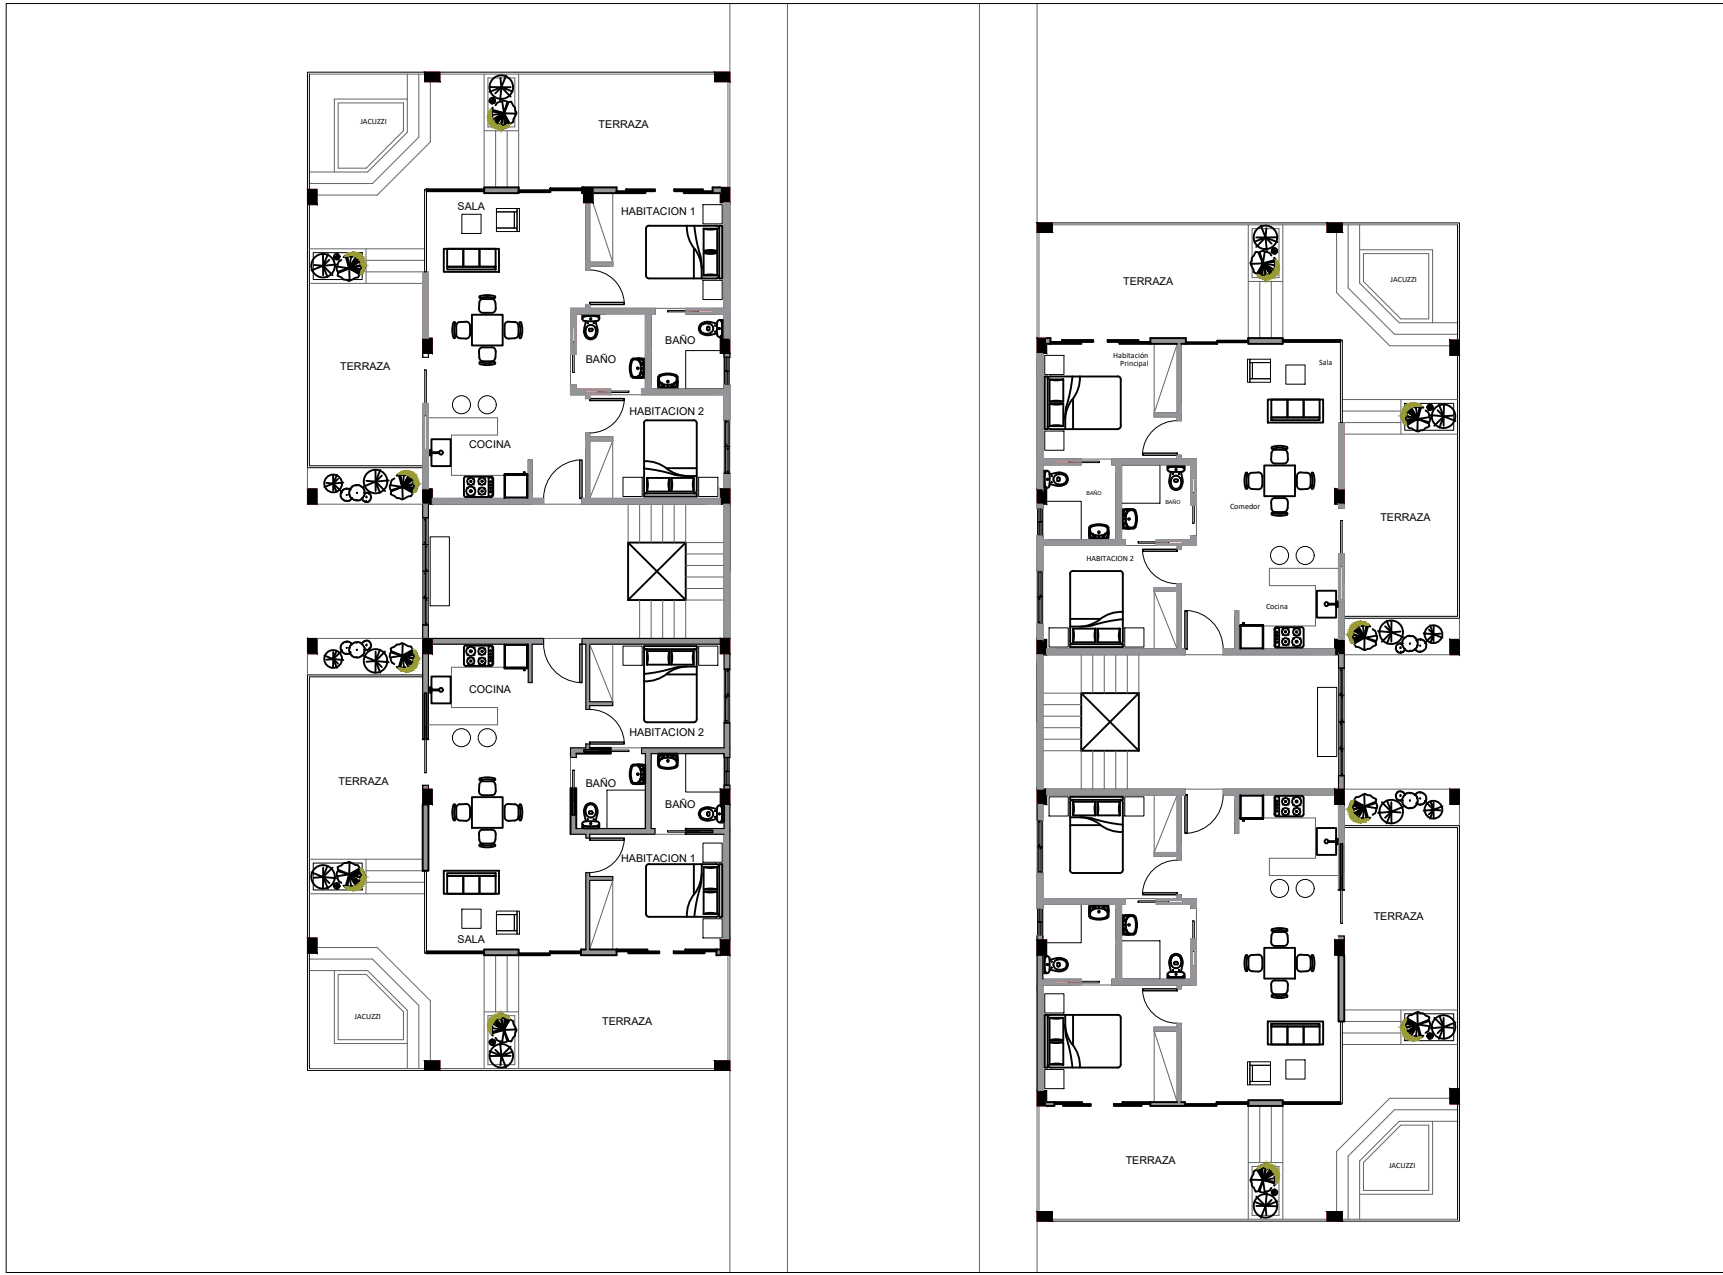 JACUZZI
TERRAZA
SALA
HABITACION 1
BAÑO
BAÑO
TERRAZA
HABITACION 2
COCINA
COCINA
HABITACION 2
TERRAZA
BAÑO
BAÑO
HABITACION 1
SALA
JACUZZI
TERRAZA
TERRAZA
JACUZZI
Habitación
Principal
Sala
BAÑO
BAÑO
Comedor
TERRAZA
HABITACION 2
Cocina
TERRAZA
TERRAZA
JACUZZI